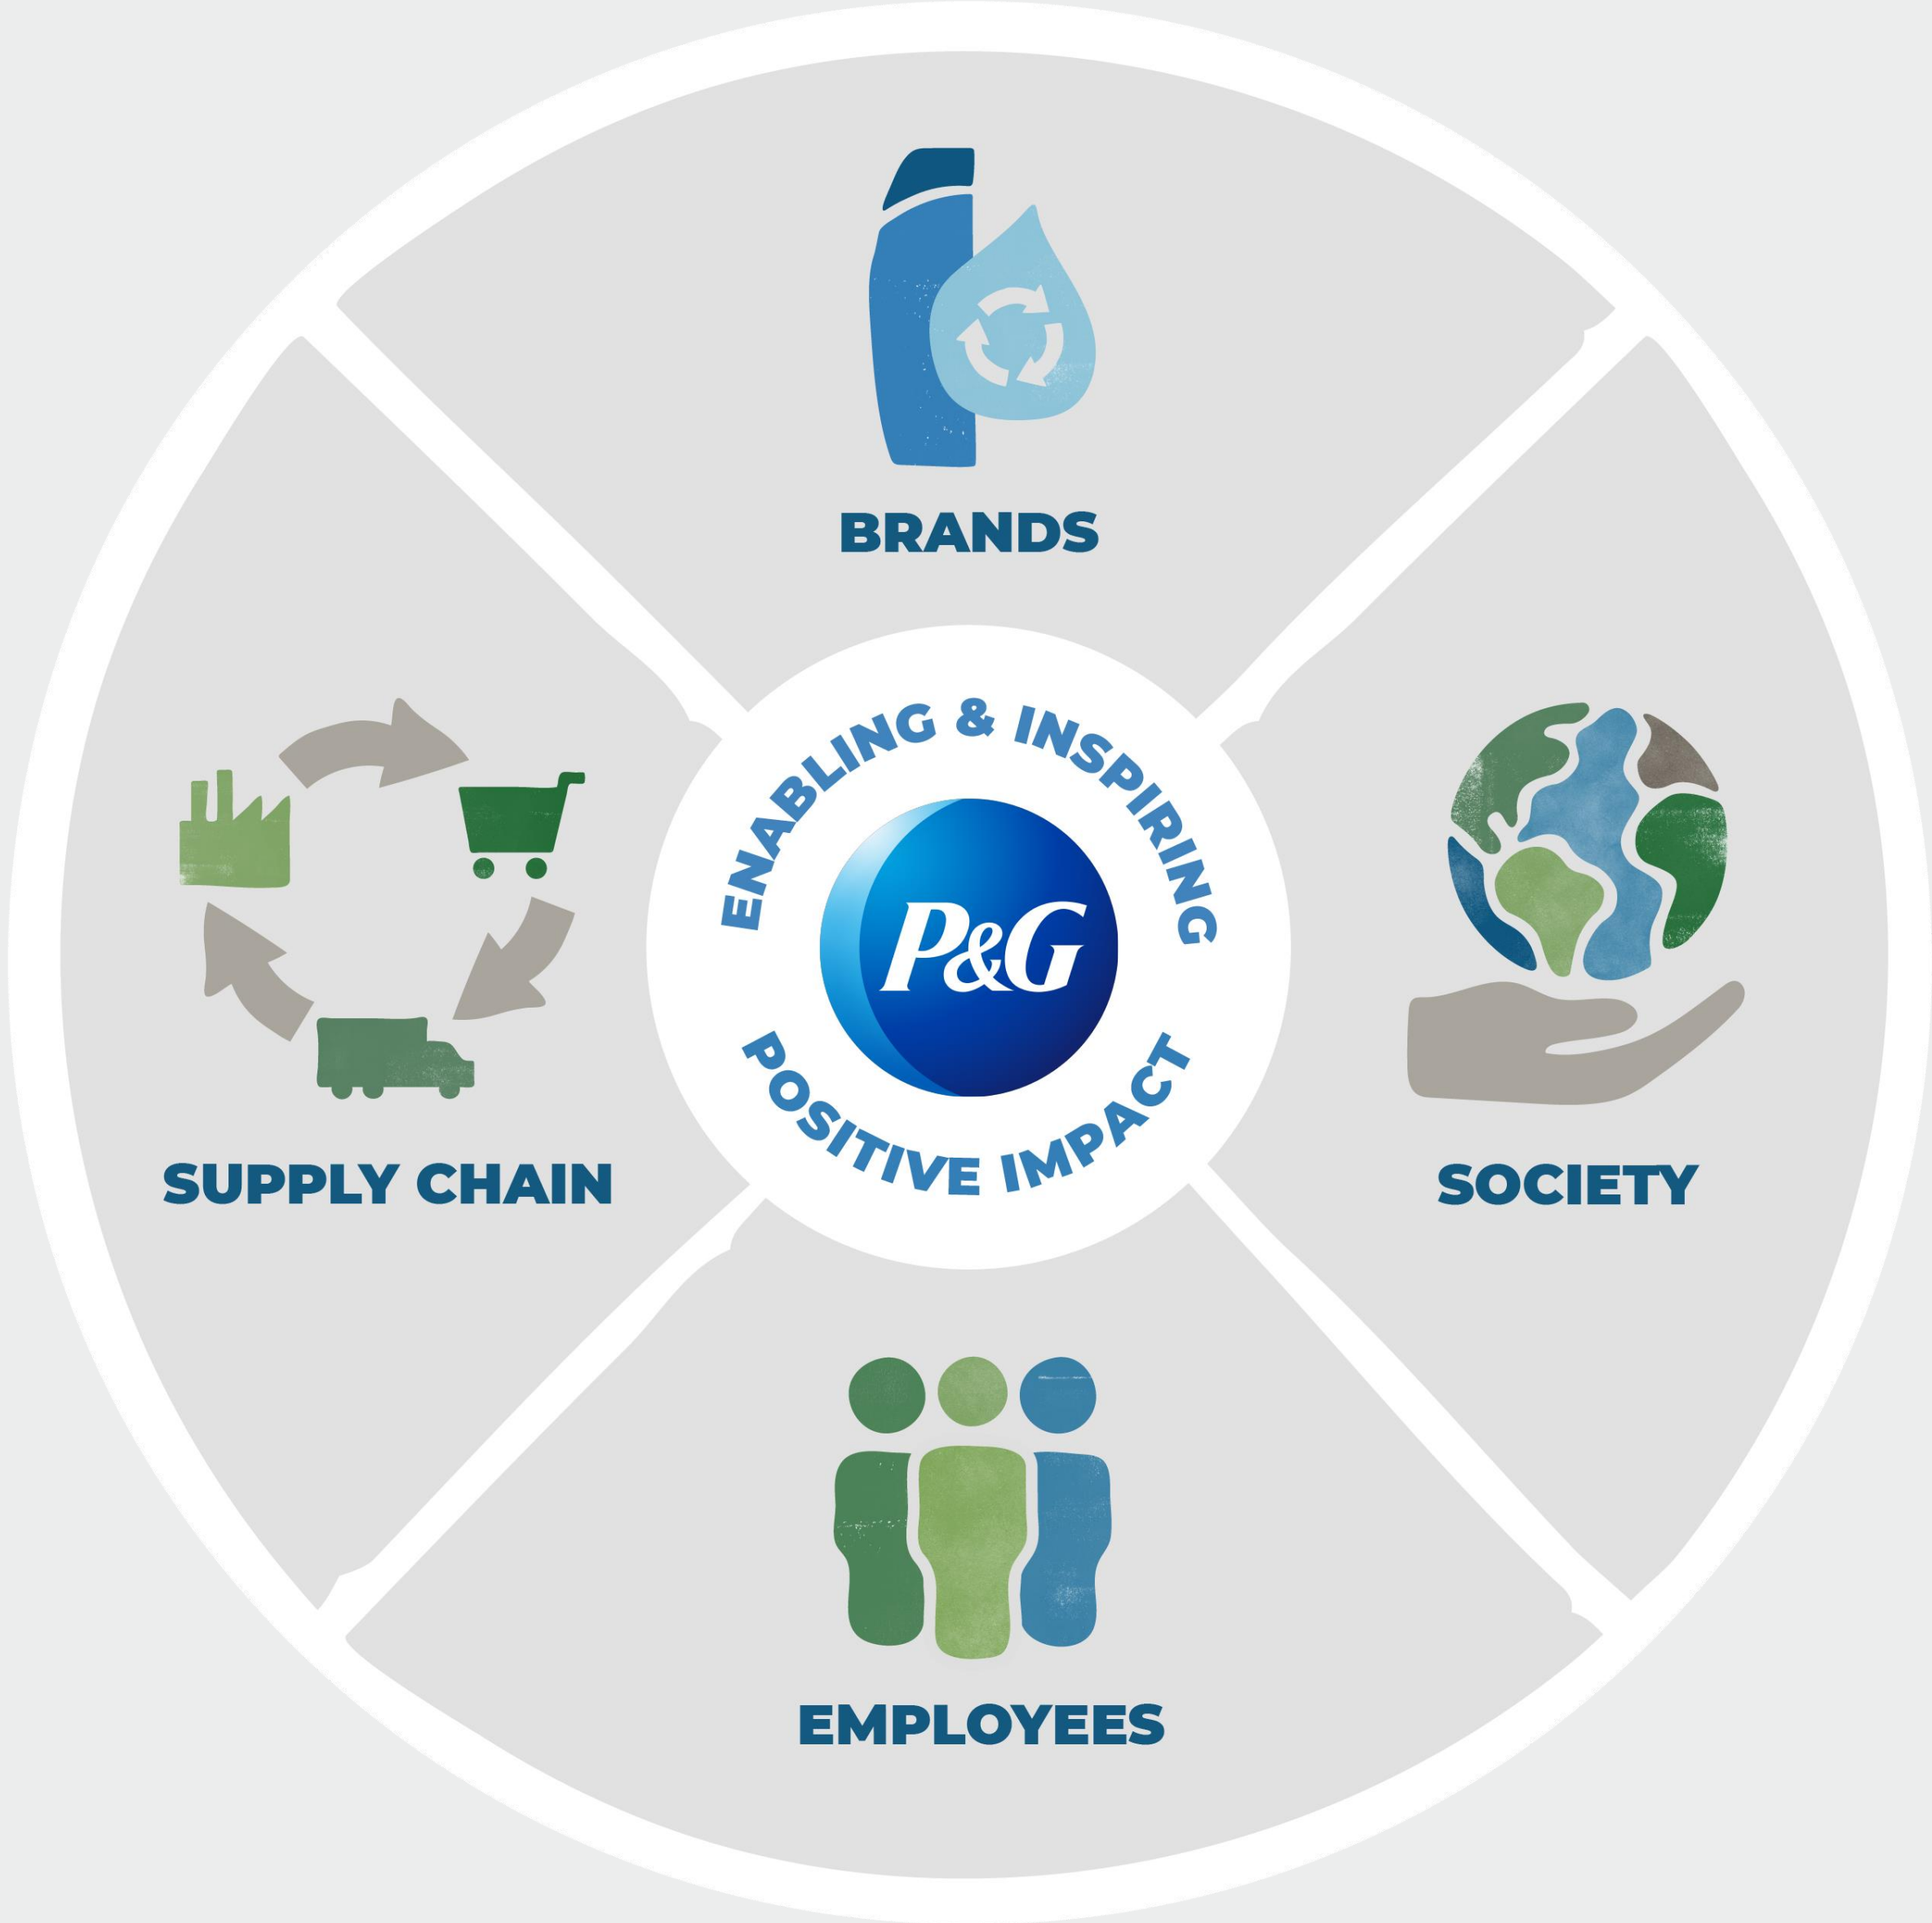 BRANDS
ENABLING & INSPIRING
P&G
POSITIVE IMPACT
SUPPLY CHAIN
SOCIETY
EMPLOYEES